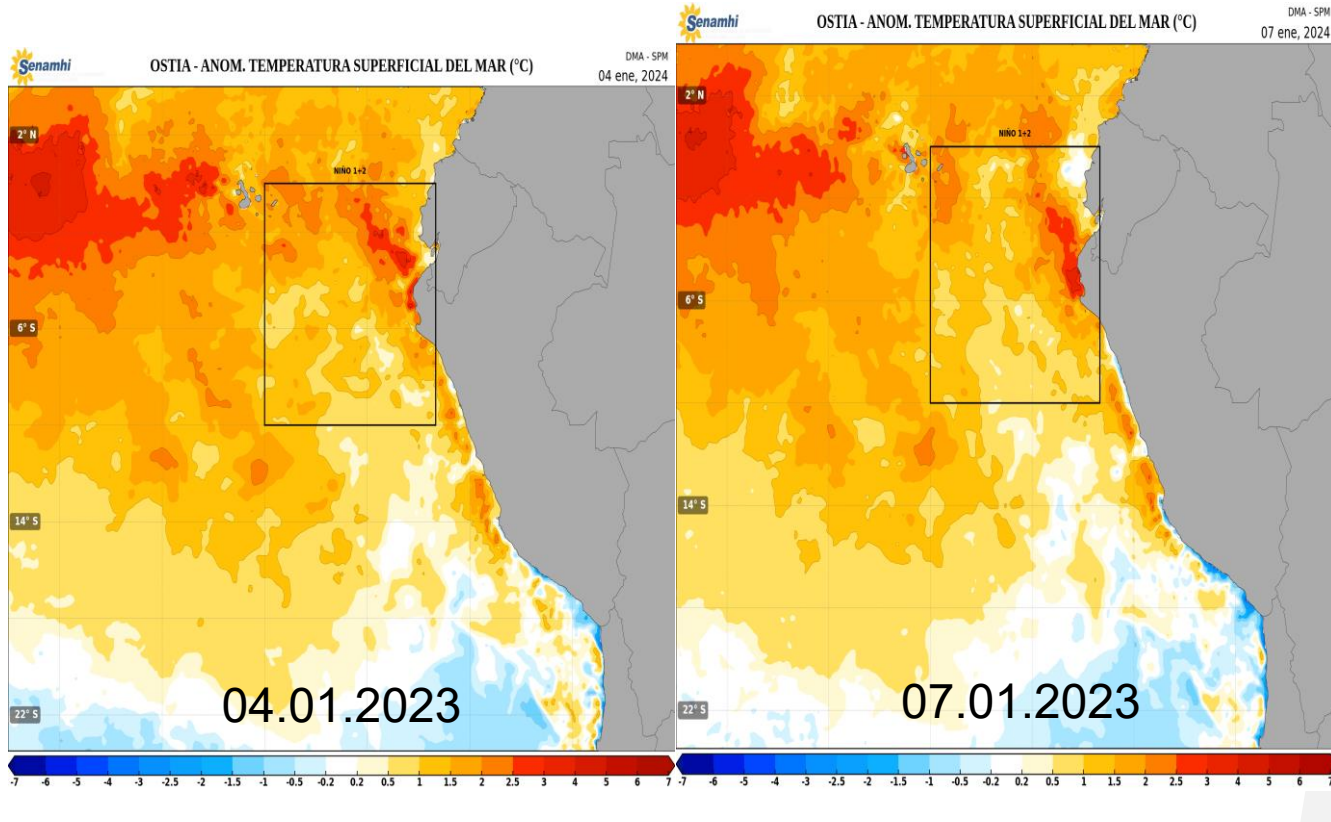 Senamhi
OSTIA - ANOM. TEMPERATURA SUPERFICIAL DEL MAR (°C)
DMA - SPM
04 ene, 2024
2° N
NIÑO 1+2
6° S
14° S
22° S
04.01.2023
-7 -6 -5 -4 -3 -2.5 -2 -1.5 -1 -0.5 -0.2 0.2 0.5 1 1.5 2 2.5 3 4 5 6 7
Senamhi
OSTIA - ANOM. TEMPERATURA SUPERFICIAL DEL MAR (°C)
DMA - SPM
07 ene, 2024
2° N
NIÑO 1+2
6° S
14° S
22° S
07.01.2023
-7 -6 -5 -4 -3 -2.5 -2 -1.5 -1 -0.5 -0.2 0.2 0.5 1 1.5 2 2.5 3 4 5 6 7